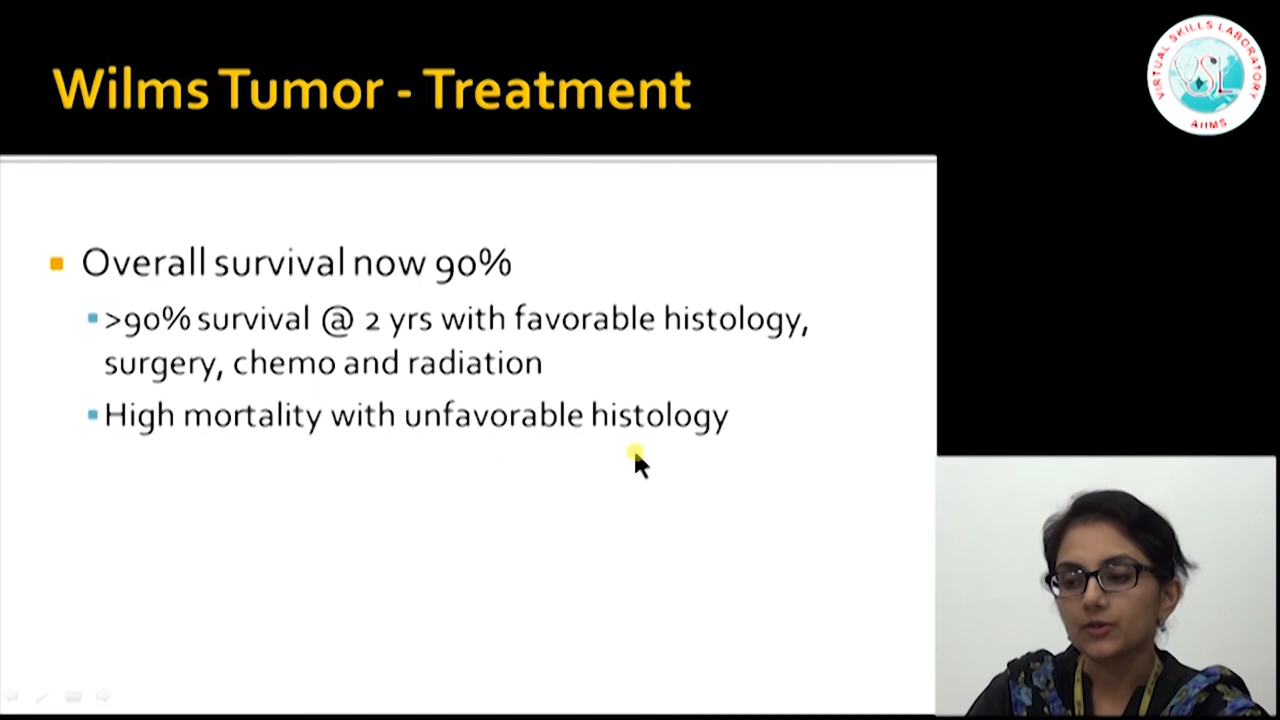 Wilms Tumor - Treatment
VIRTUAL SKILLS LABORATORY
VSL
AIIMS
Overall survival now 90%
>90% survival @ 2 yrs with favorable histology,
surgery, chemo and radiation
High mortality with unfavorable histology